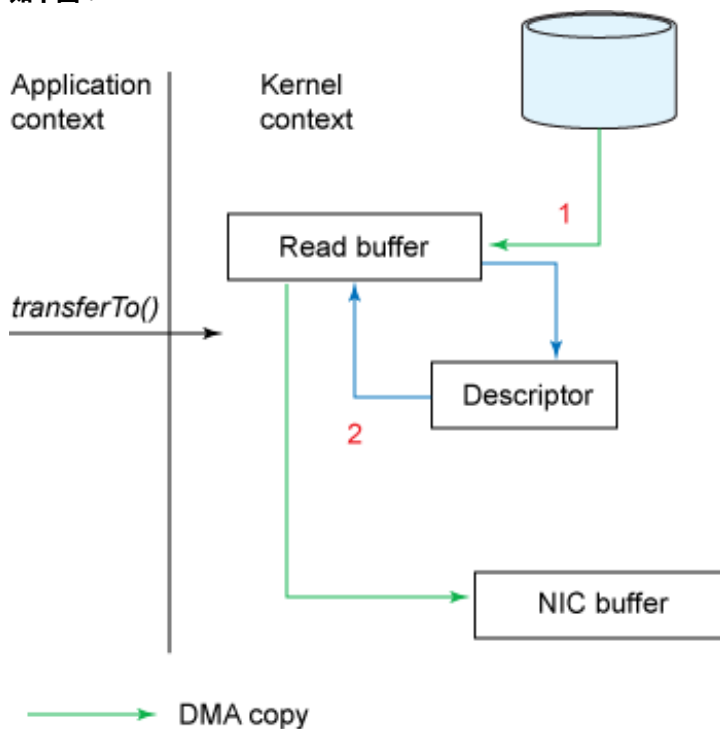 Application
context
Kernel
context
1
Read buffer
transferTo()
Descriptor
2
NIC buffer
DMA copy